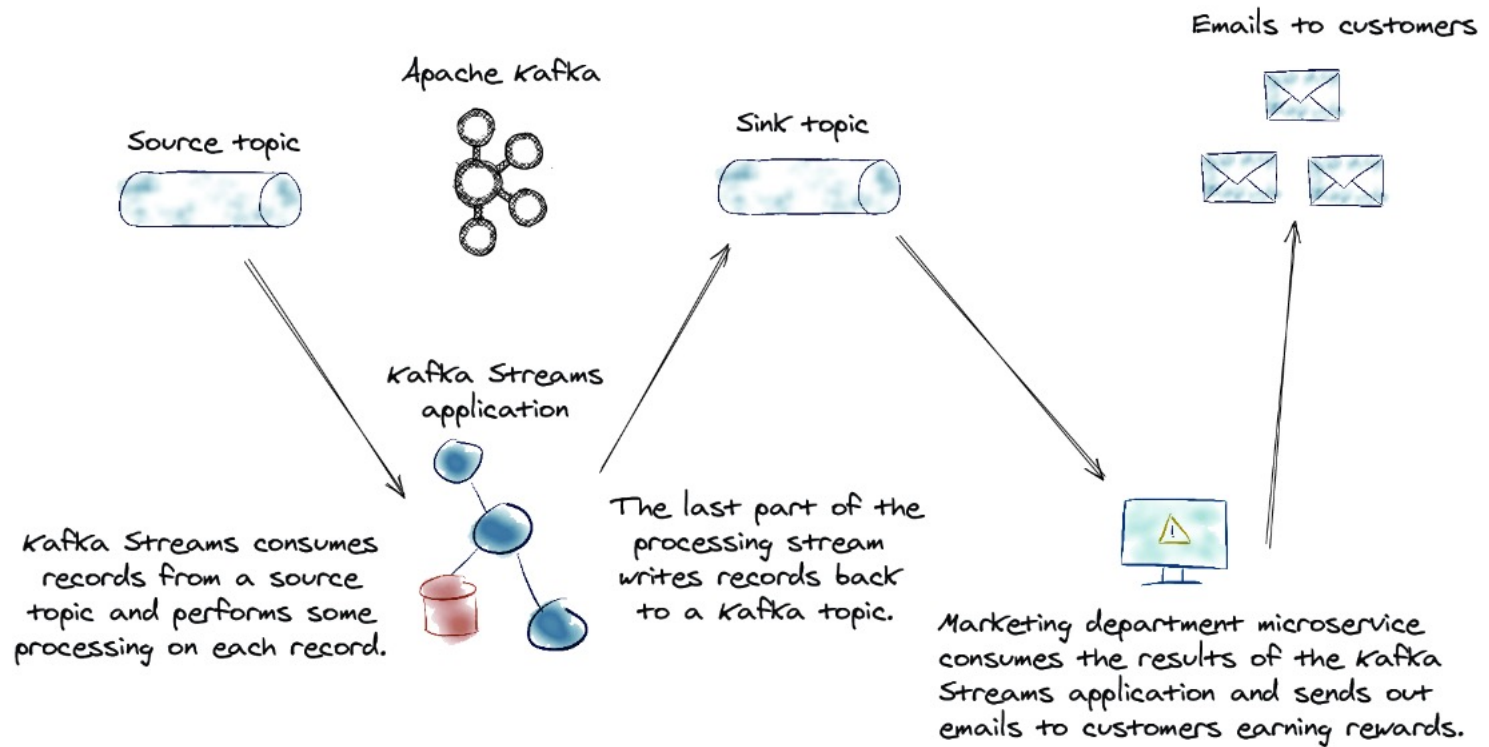 Emails to customers
Apache Kafka
Source topic
Sink topic
Kafka Streams
application
Kafka Streams consumes
records from a source
topic and performs some
processing on each record.
The last part of the
processing stream
writes records back
to a Kafka topic.
!
Marketing department microservice
consumes the results of the Kafka
Streams application and sends out
emails to customers earning rewards.